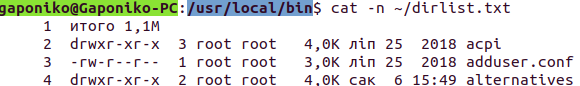 gaponiko@Gaponiko-PC:/usr/local/bin$ cat -n ~/dirlist.txt
1 итого 1,1M
2 drwxr-xr-x 3 root root 4,0K ліп 25 2018 acpi
3 -rw-r--r-- 1 root root 3,0K ліп 25 2018 adduser.conf
4 drwxr-xr-x 2 root root 4,0K сак 6 15:49 alternatives